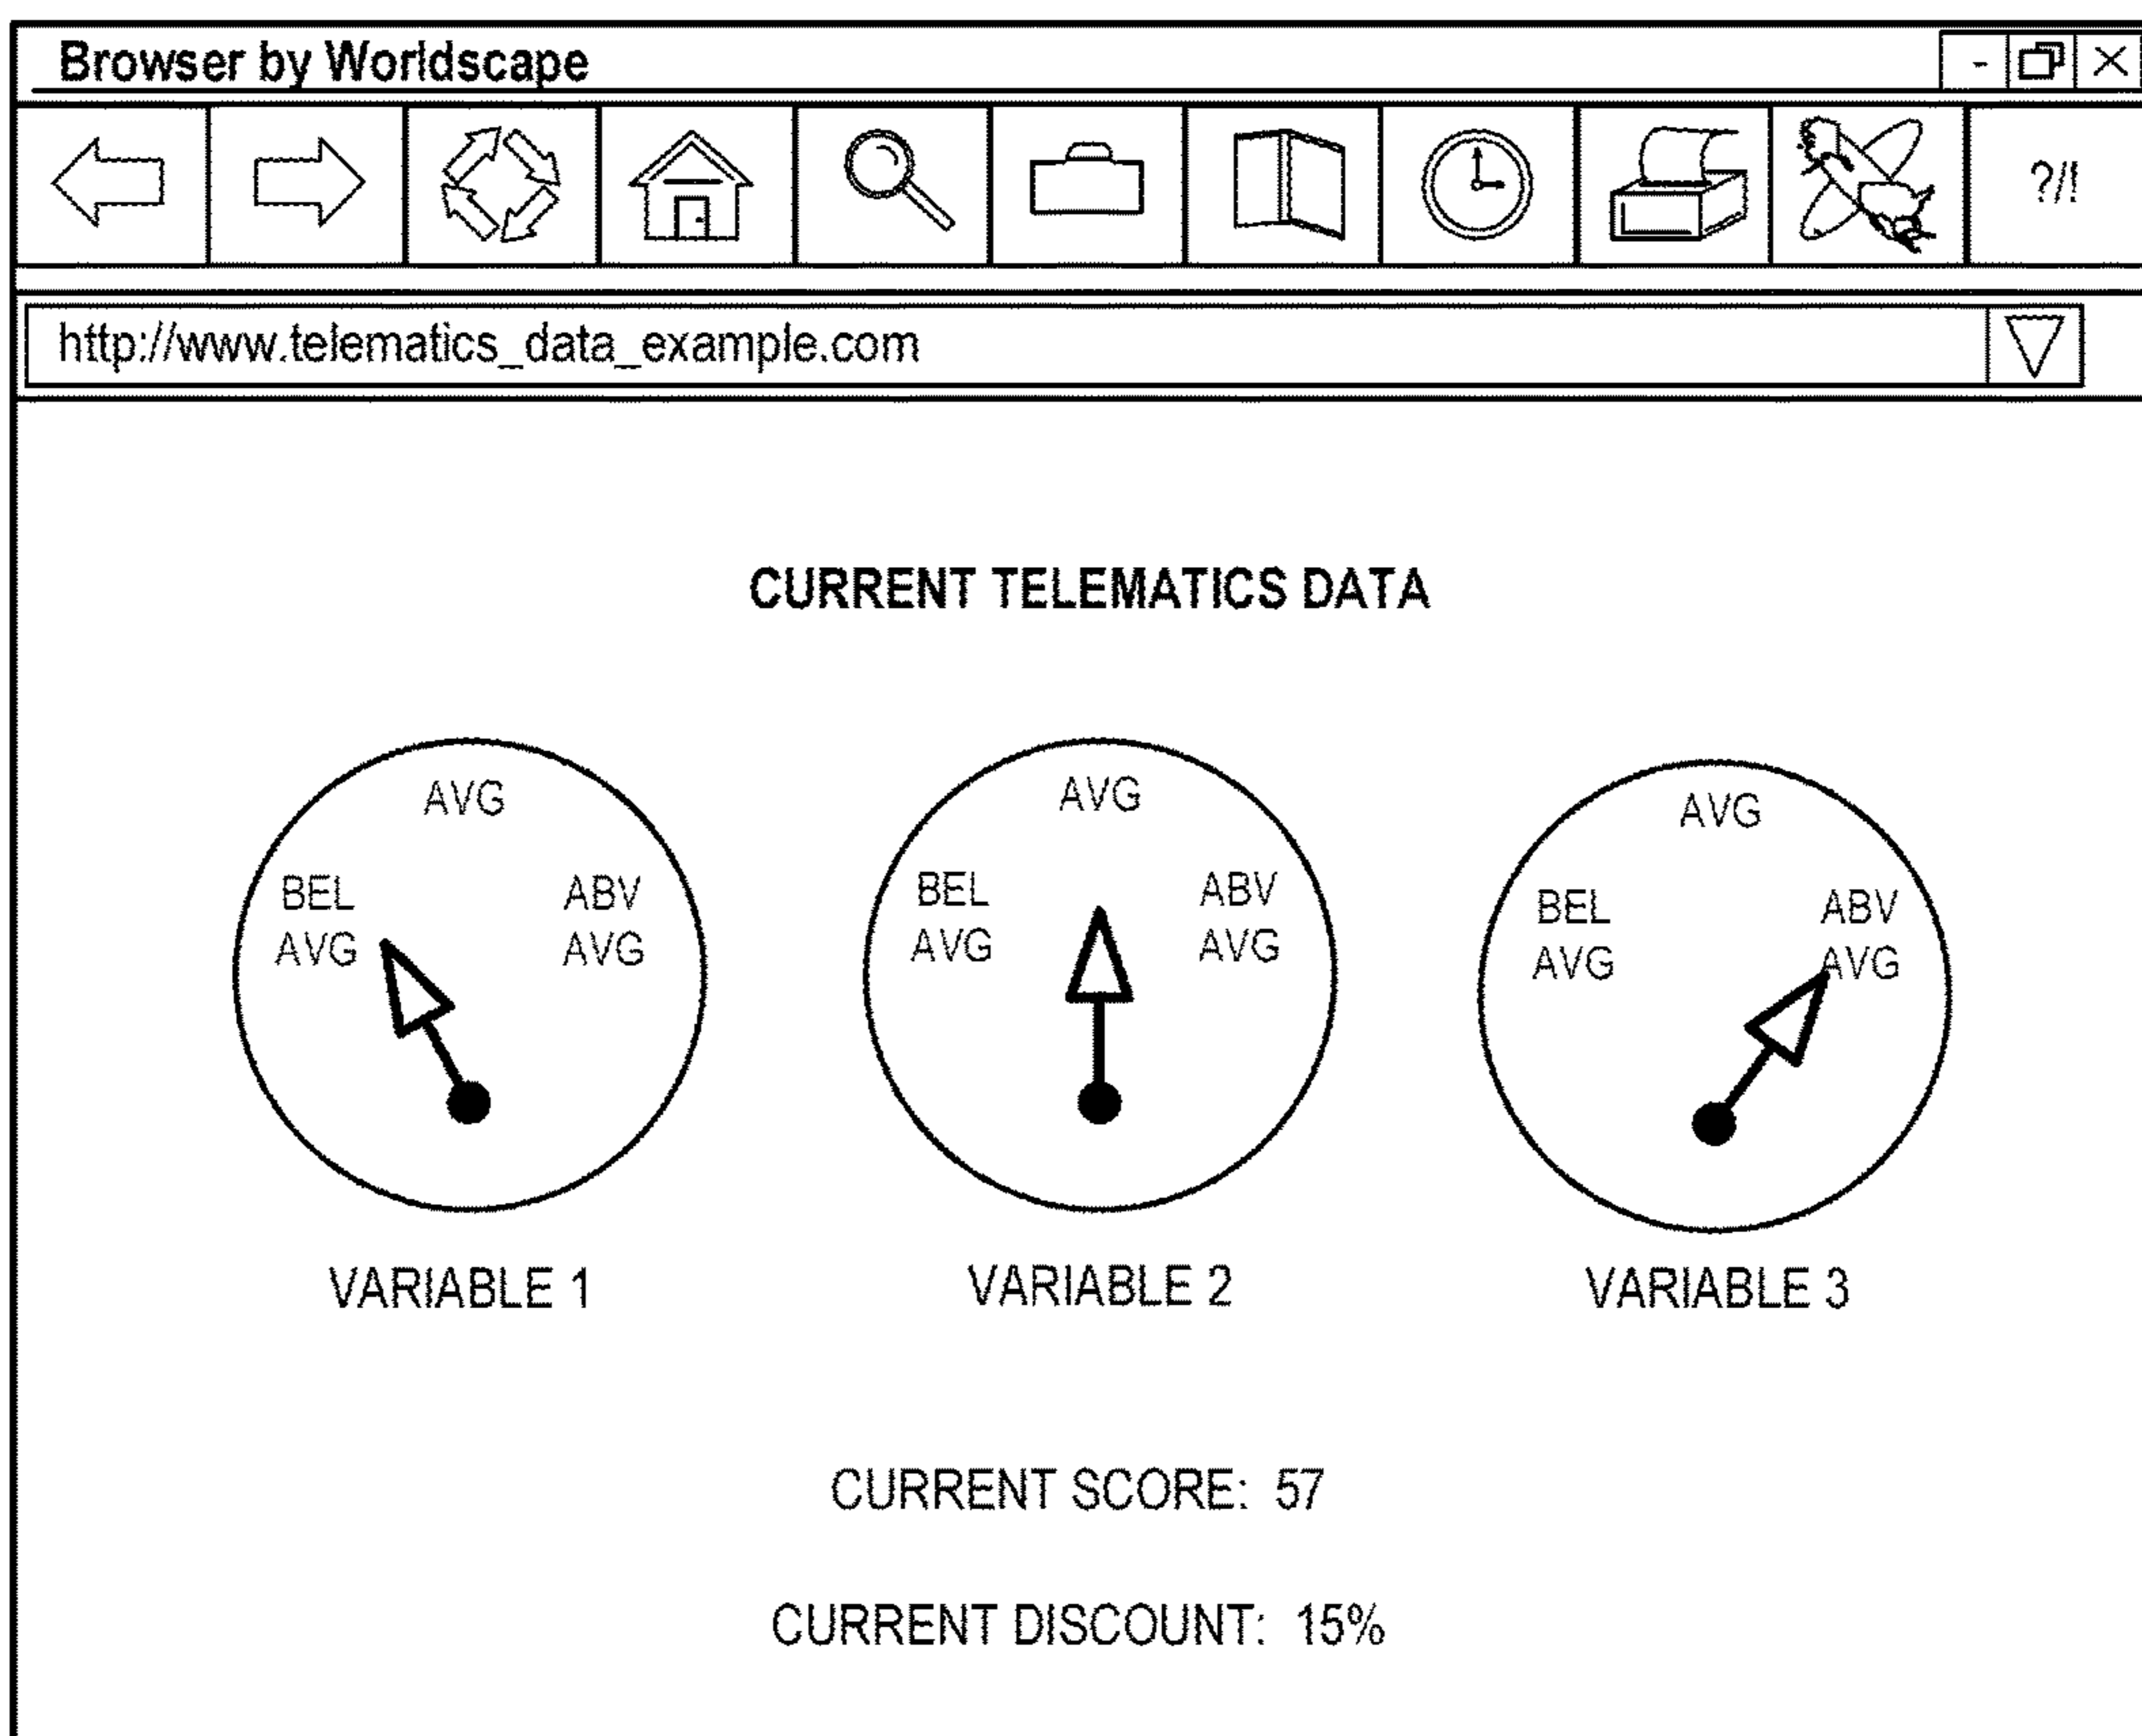 Browser by Worldscape
?/!
http://www.telematics_data_example.com
CURRENT TELEMATICS DATA
AVG
BEL
AVG
ABV
AVG
VARIABLE 1
AVG
BEL
AVG
ABV
AVG
VARIABLE 2
AVG
BEL
AVG
ABV
AVG
VARIABLE 3
CURRENT SCORE: 57
CURRENT DISCOUNT: 15%